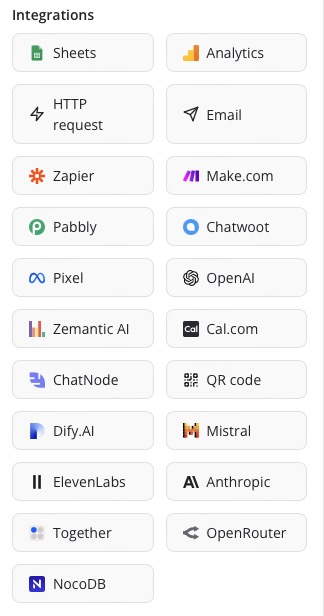 Integrations
Sheets
Analytics
HTTP
request
Email
Zapier
Make.com
Pabbly
Chatwoot
Pixel
OpenAI
Zemantic AI
Cal
Cal.com
ChatNode
QR code
Dify.AI
Mistral
ElevenLabs
Anthropic
Together
OpenRouter
NocoDB